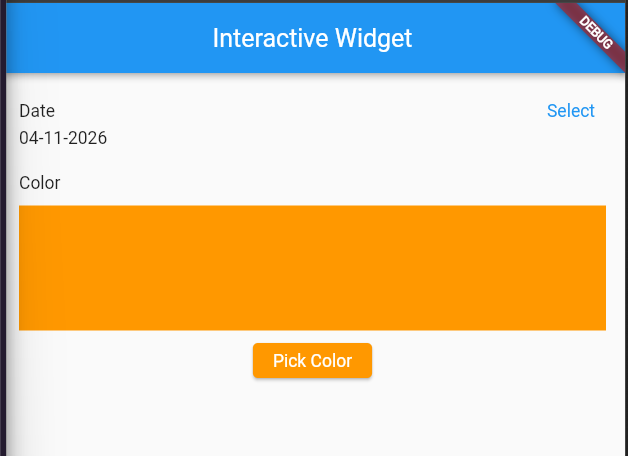 Interactive Widget
DEBUG
Date
Select
04-11-2026
Color
Pick Color